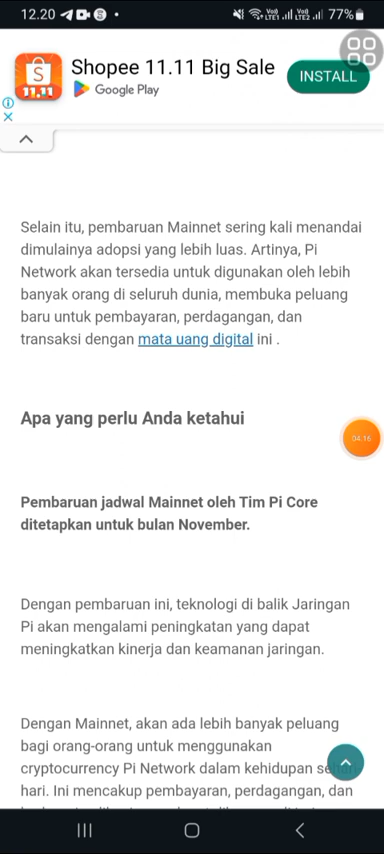 12.20
77%
Shopee 11.11 Big Sale
Google Play
INSTALL
S
11.11
Selain itu, pembaruan Mainnet sering kali menandai
dimulainya adopsi yang lebih luas. Artinya, Pi
Network akan tersedia untuk digunakan oleh lebih
banyak orang di seluruh dunia, membuka peluang
baru untuk pembayaran, perdagangan, dan
transaksi dengan mata uang digital ini .
Apa yang perlu Anda ketahui
04:16
Pembaruan jadwal Mainnet oleh Tim Pi Core
ditetapkan untuk bulan November.
Dengan pembaruan ini, teknologi di balik Jaringan
Pi akan mengalami peningkatan yang dapat
meningkatkan kinerja dan keamanan jaringan.
Dengan Mainnet, akan ada lebih banyak peluang
bagi orang-orang untuk menggunakan
cryptocurrency Pi Network dalam kehidupan sehari-
hari. Ini mencakup pembayaran, perdagangan, dan